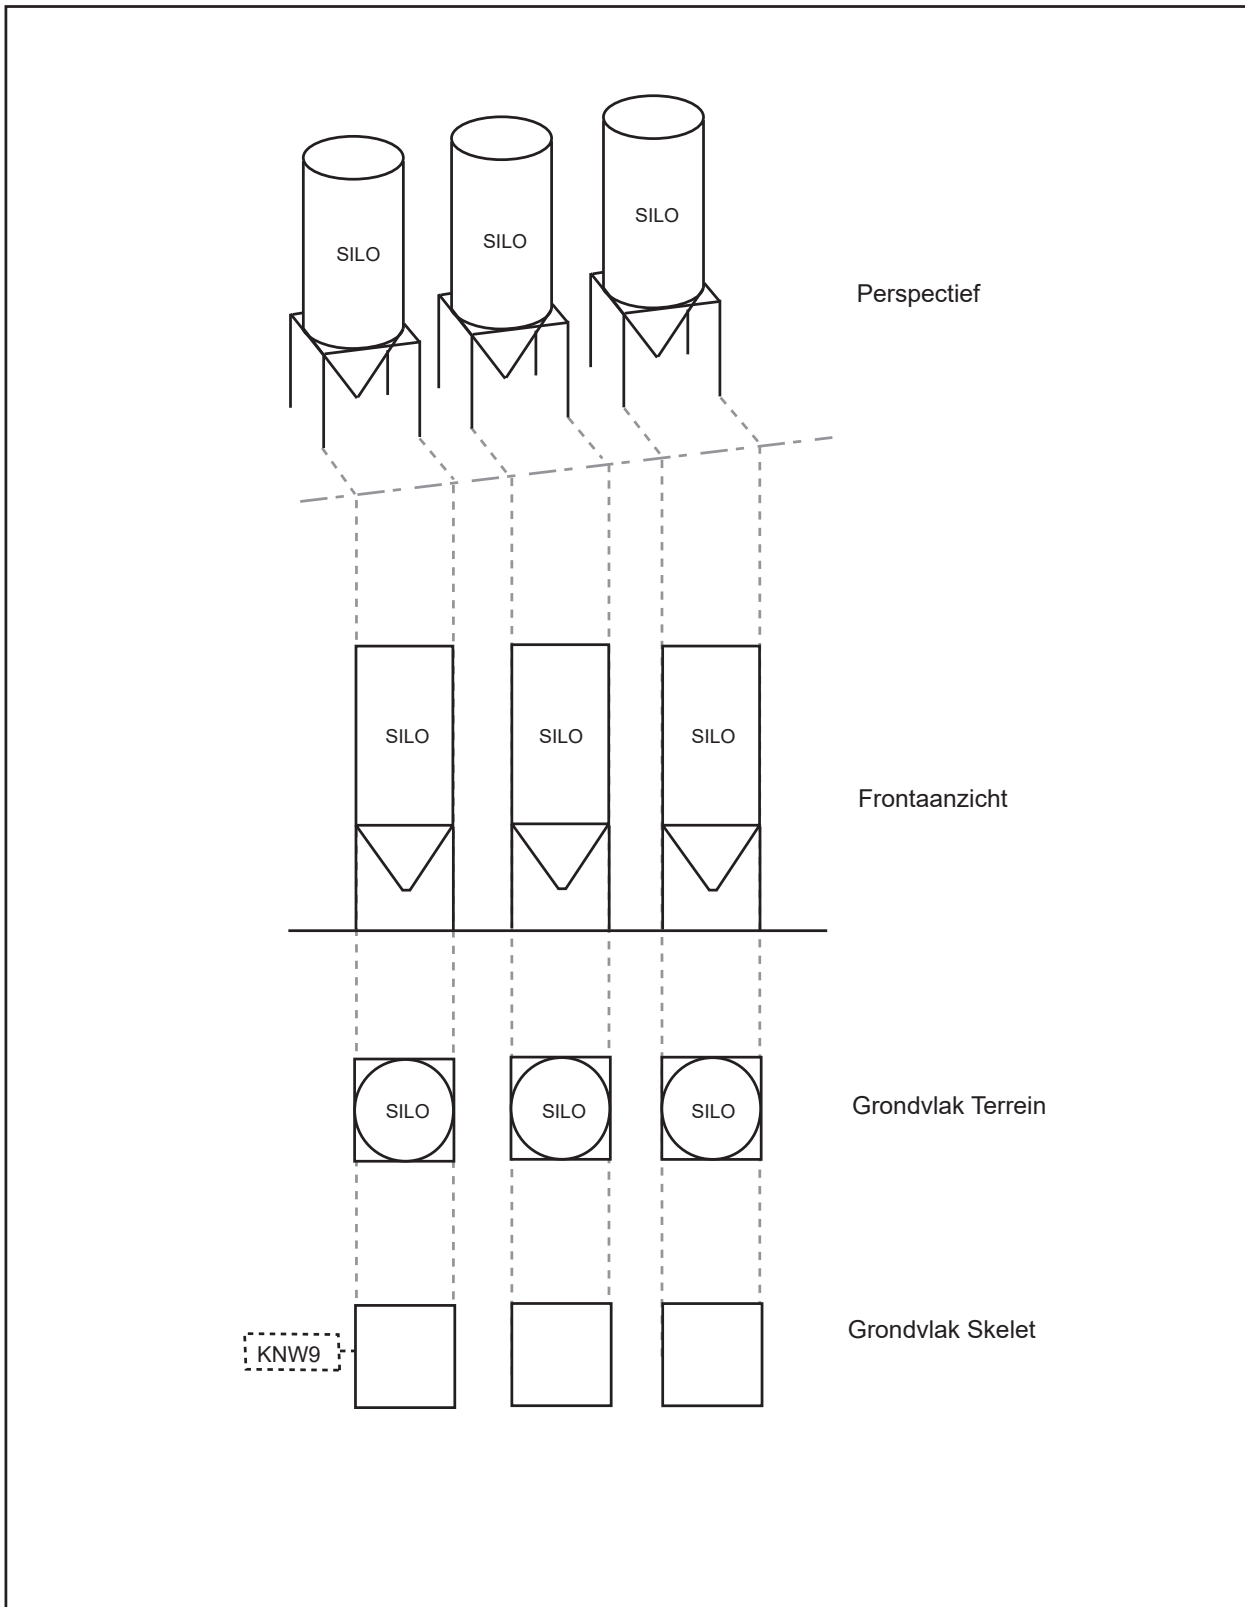 SILO
SILO
SILO
Perspectief
SILO
SILO
SILO
Frontaanzicht
SILO
SILO
SILO
Grondvlak Terrein
Grondvlak Skelet
KNW9